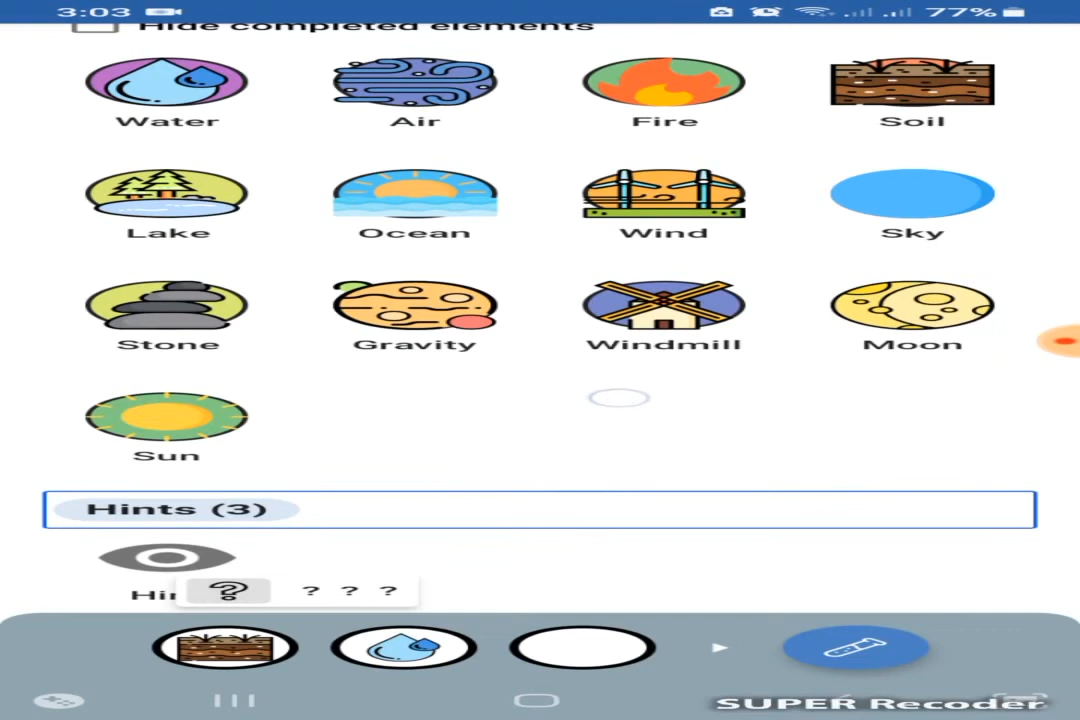 3:03 77%
Hide completed elements
Water Air Fire Soil
Lake Ocean Wind Sky
Stone Gravity Windmill Moon
Sun
Hints (3)
? ? ? ?
SUPER Recoder